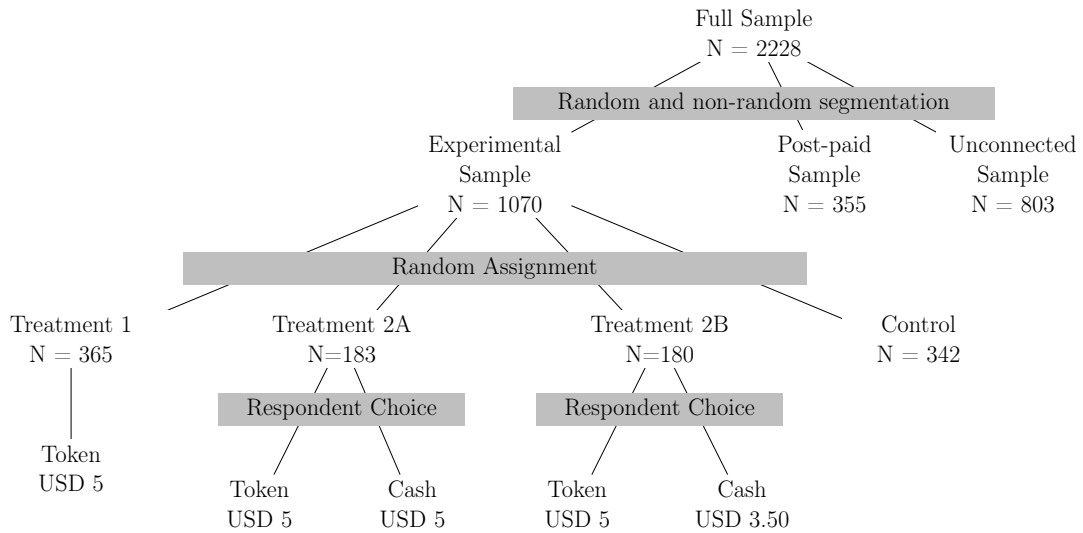 Full Sample
N = 2228
Random and non-random segmentation
Experimental
Sample
N = 1070
Post-paid
Sample
N = 355
Unconnected
Sample
N = 803
Random Assignment
Treatment 1
N = 365
Treatment 2A
N=183
Treatment 2B
N=180
Control
N = 342
Respondent Choice
Respondent Choice
Token
USD 5
Token
USD 5
Cash
USD 5
Token
USD 5
Cash
USD 3.50